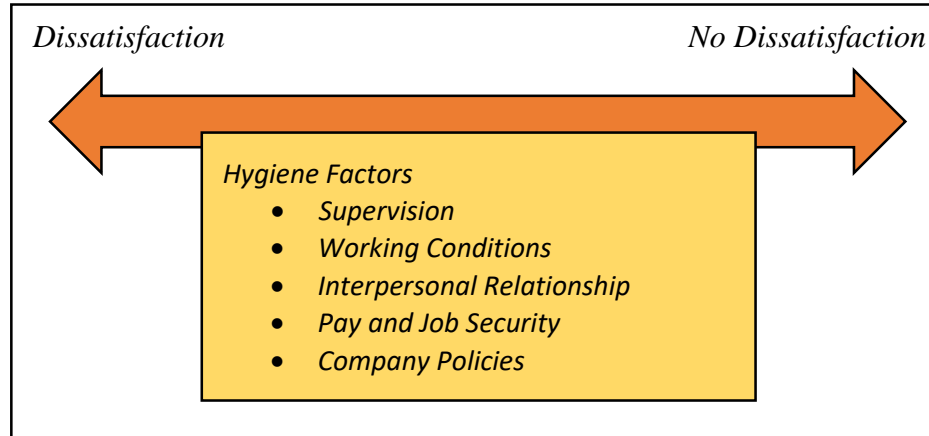 Dissatisfaction No Dissatisfaction
Hygiene Factors
• Supervision
• Working Conditions
• Interpersonal Relationship
• Pay and Job Security
• Company Policies